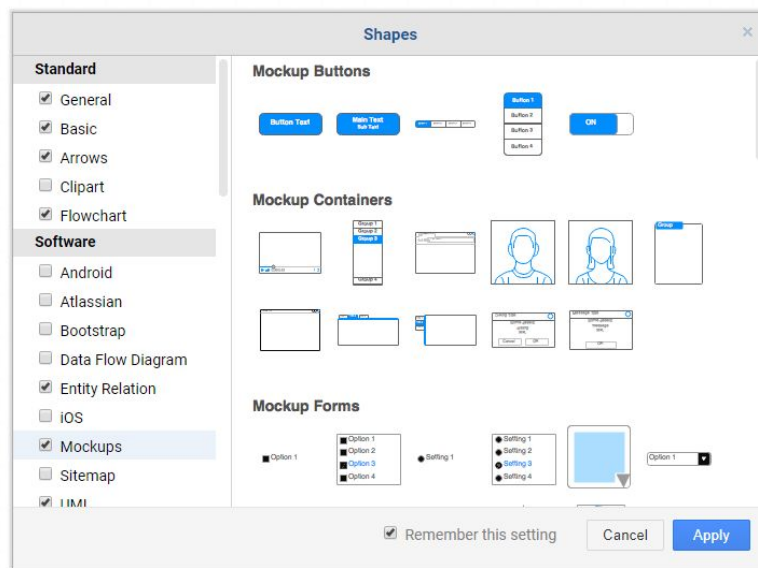 Shapes
×
Standard
General
Basic
Arrows
Clipart
Flowchart
Software
Android
Atlassian
Bootstrap
Data Flow Diagram
Entity Relation
iOS
Mockups
Sitemap
UML
Mockup Buttons
Button Text
Main Text
Sub Text
Button 1
Button 2
Button 3
Button 4
ON
Mockup Containers
Group 1
Group 2
Group 3
Group 4
Group
Cancel
OK
OK
Mockup Forms
Option 1
Option 1
Option 2
Option 3
Option 4
Setting 1
Setting 1
Setting 2
Setting 3
Setting 4
Option 1
Remember this setting
Cancel
Apply